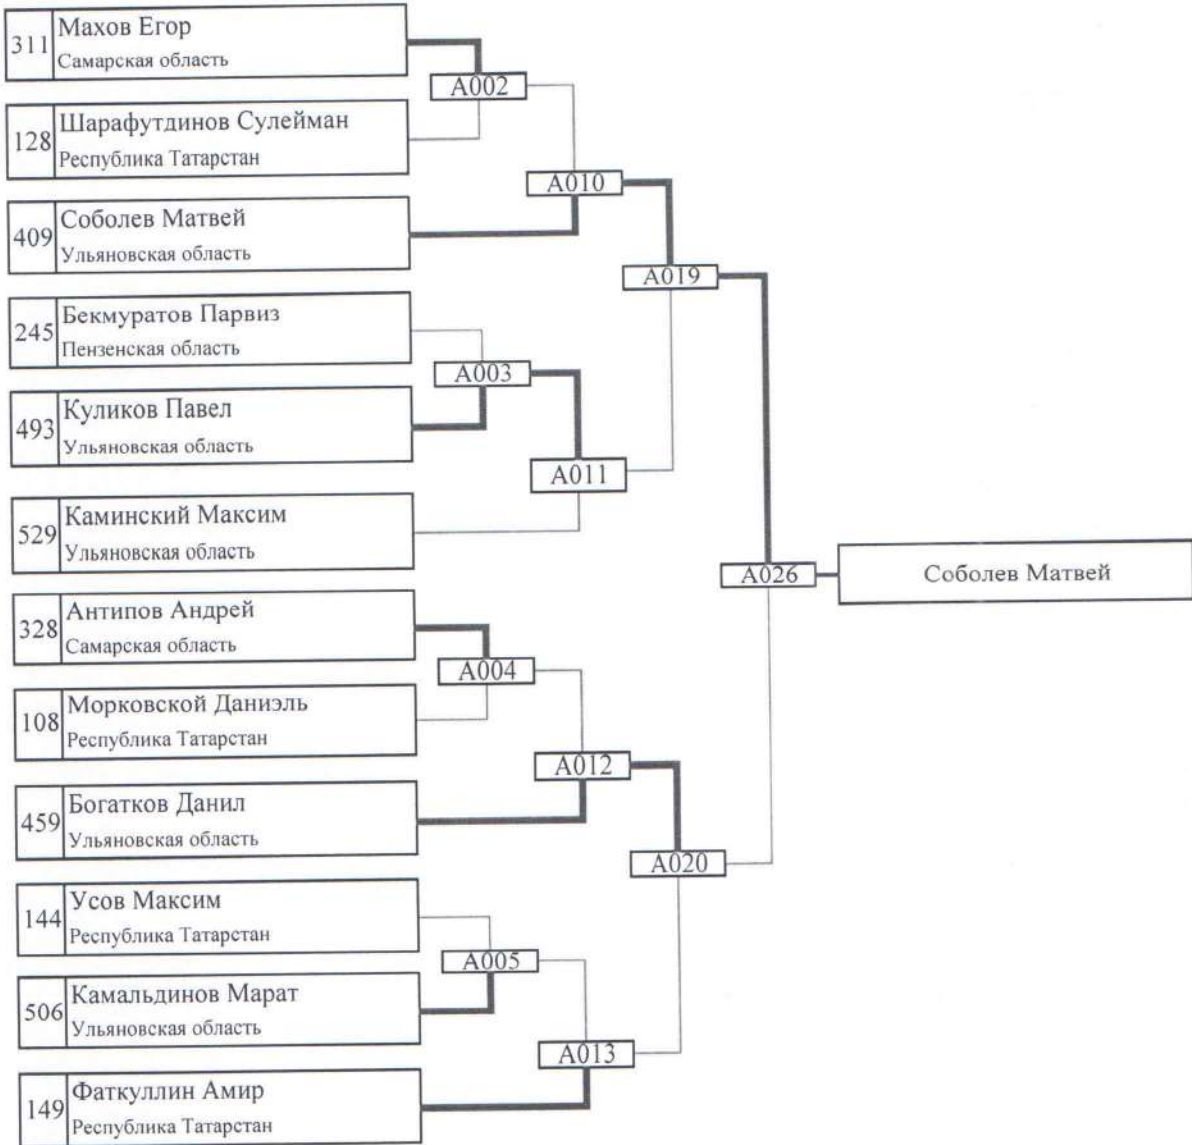 311
Махов Егор
Самарская область
A002
128
Шарафутдинов Сулейман
Республика Татарстан
A010
409
Соболев Матвей
Ульяновская область
A019
245
Бекмуратов Парвиз
Пензенская область
A003
493
Куликов Павел
Ульяновская область
A011
529
Каминский Максим
Ульяновская область
A026
Соболев Матвей
328
Антипов Андрей
Самарская область
A004
108
Морковской Даниэль
Республика Татарстан
A012
459
Богатков Данил
Ульяновская область
A020
144
Усов Максим
Республика Татарстан
A005
506
Камальдинов Марат
Ульяновская область
A013
149
Фаткуллин Амир
Республика Татарстан